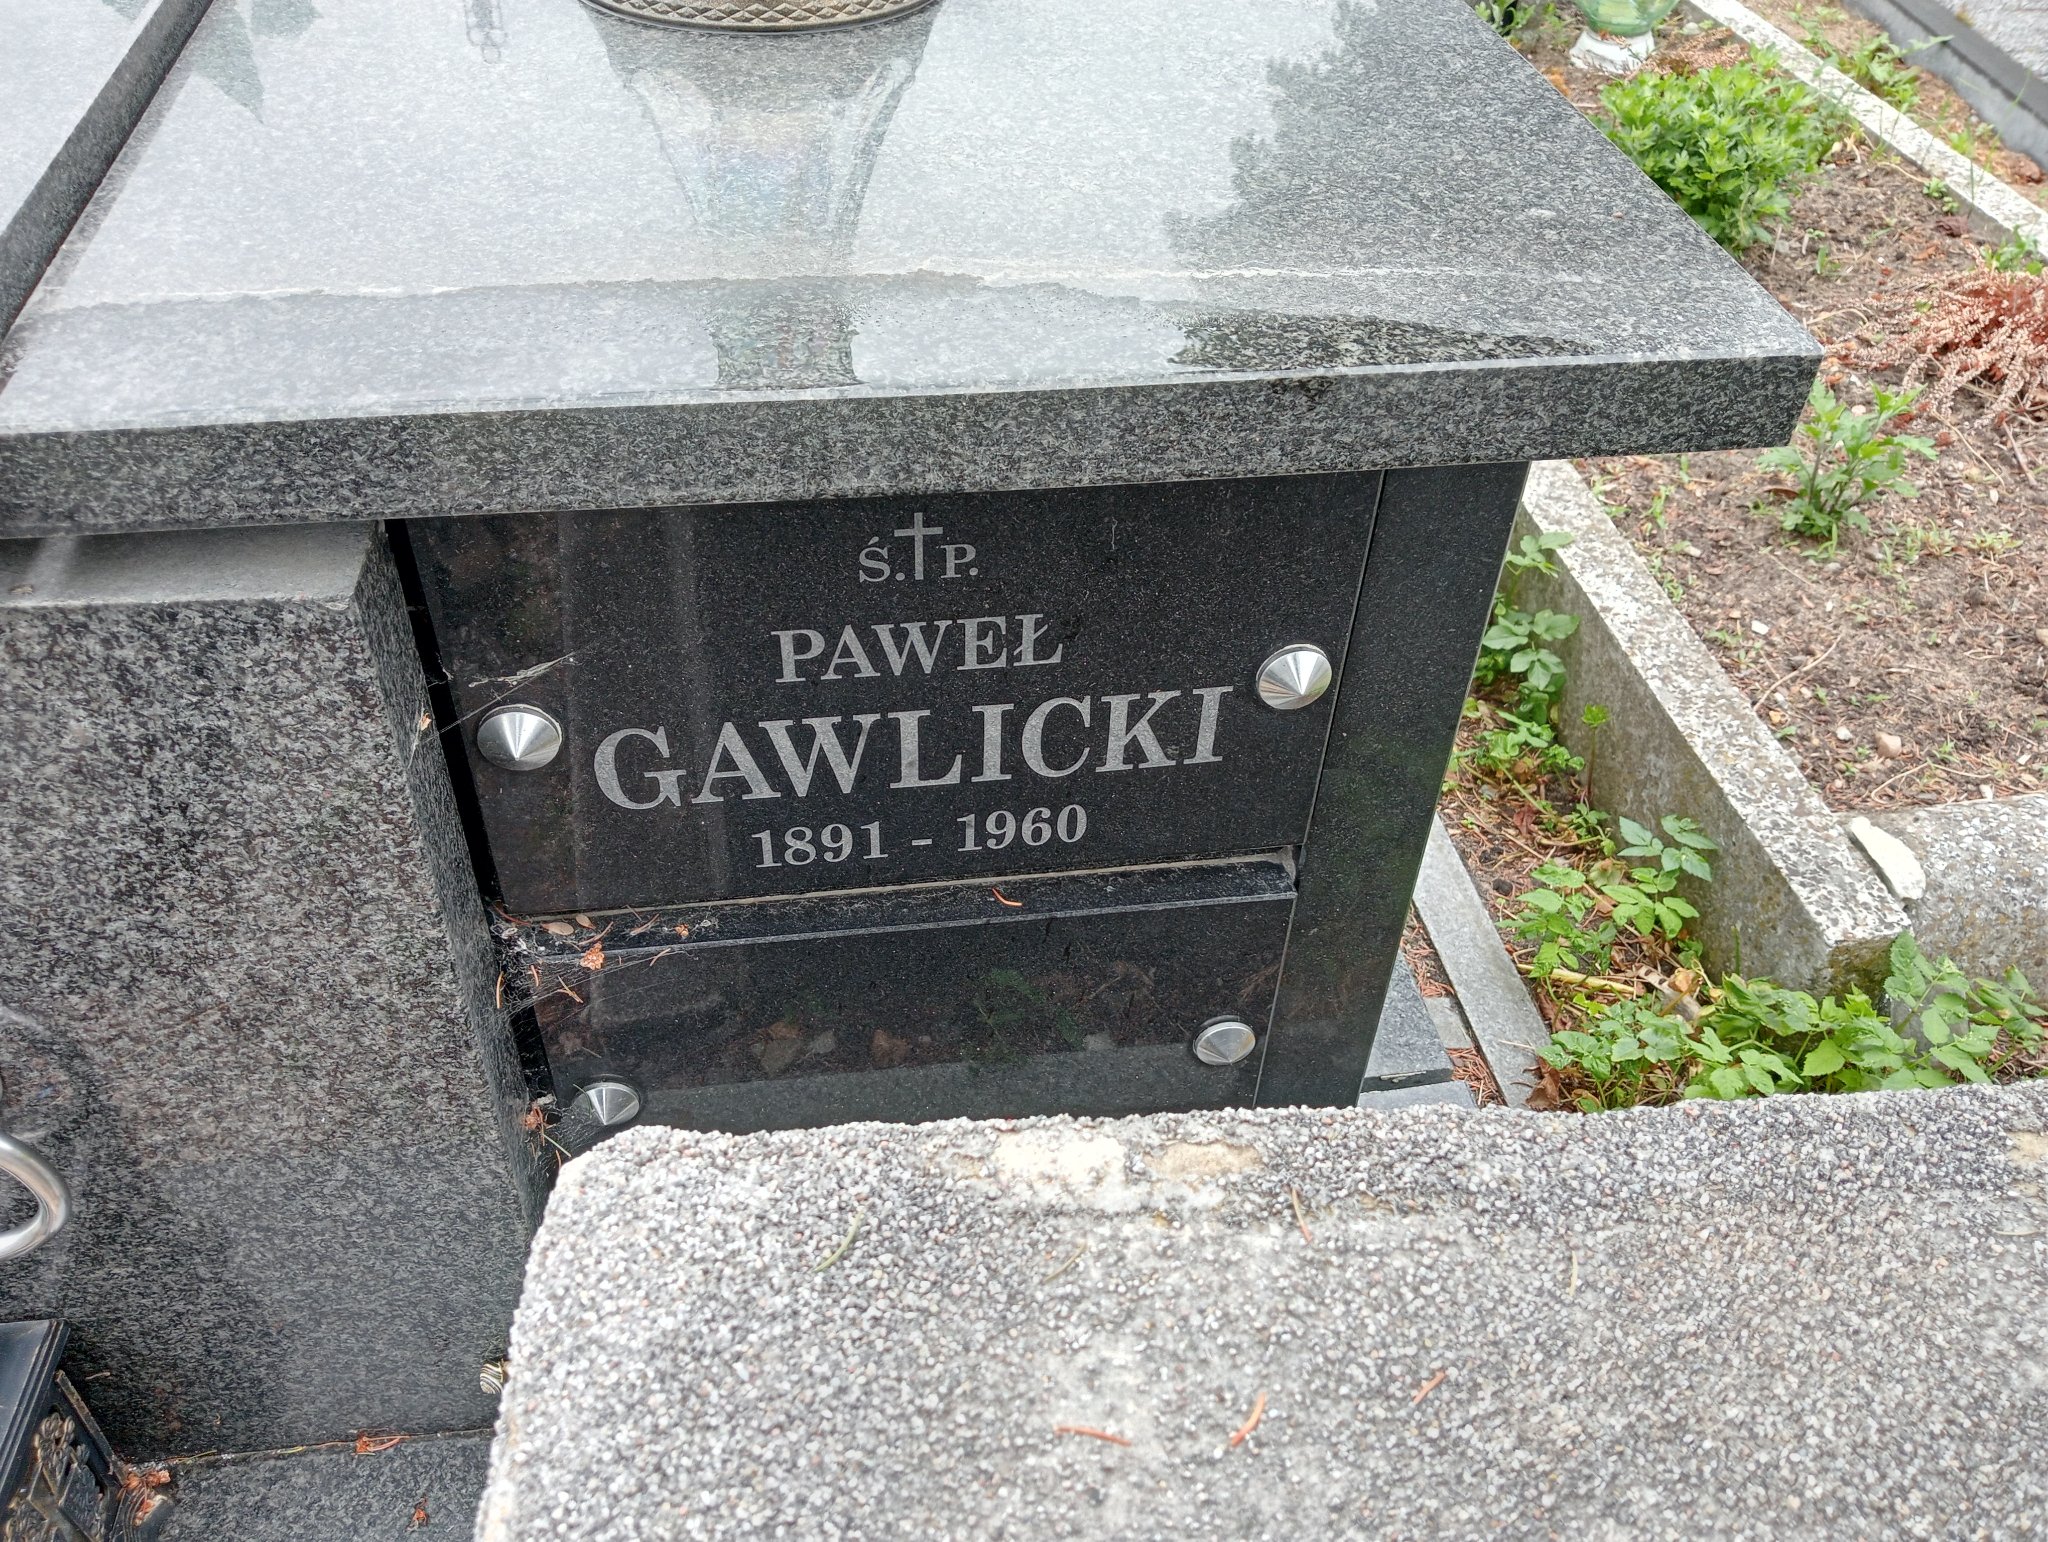 Ś.†P.
PAWEŁ
GAWLICKI
1891 - 1960